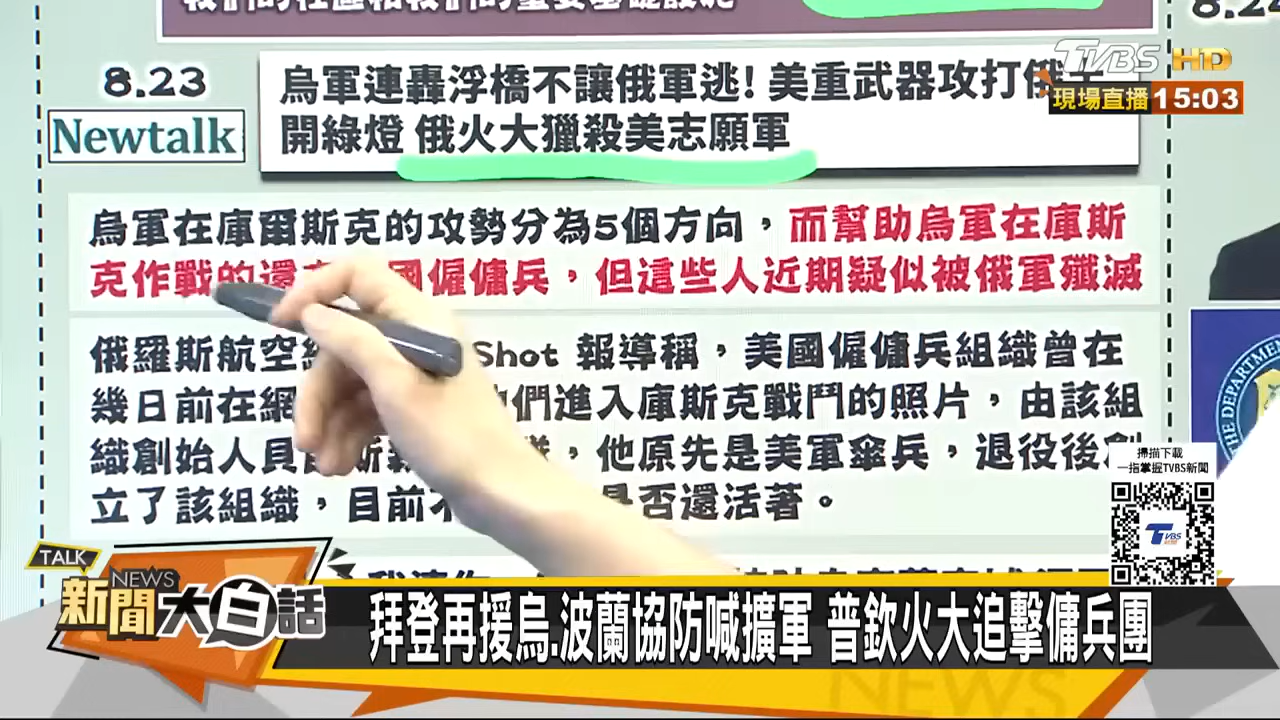 8.24
TVBS HD
現場直播 15:03
8.23
Newtalk
烏軍連轟浮橋不讓俄軍逃! 美重武器攻打俄
開綠燈 俄火大獵殺美志願軍
烏軍在庫爾斯克的攻勢分為5個方向，而幫助烏軍在庫斯
克作戰的還 國僱傭兵，但這些人近期疑似被俄軍殲滅
俄羅斯航空 Shot 報導稱，美國僱傭兵組織曾在
幾日前在網 們進入庫斯克戰鬥的照片，由該組
織創始人貝 他原先是美軍傘兵，退役後
立了該組織，目前 是否還活著。
THE DEPARTMEN
掃描下載
一指掌握TVBS新聞
TVBS
TALK
NEWS
新聞大白話
拜登再援烏.波蘭協防喊擴軍 普欽火大追擊傭兵團
NEWS